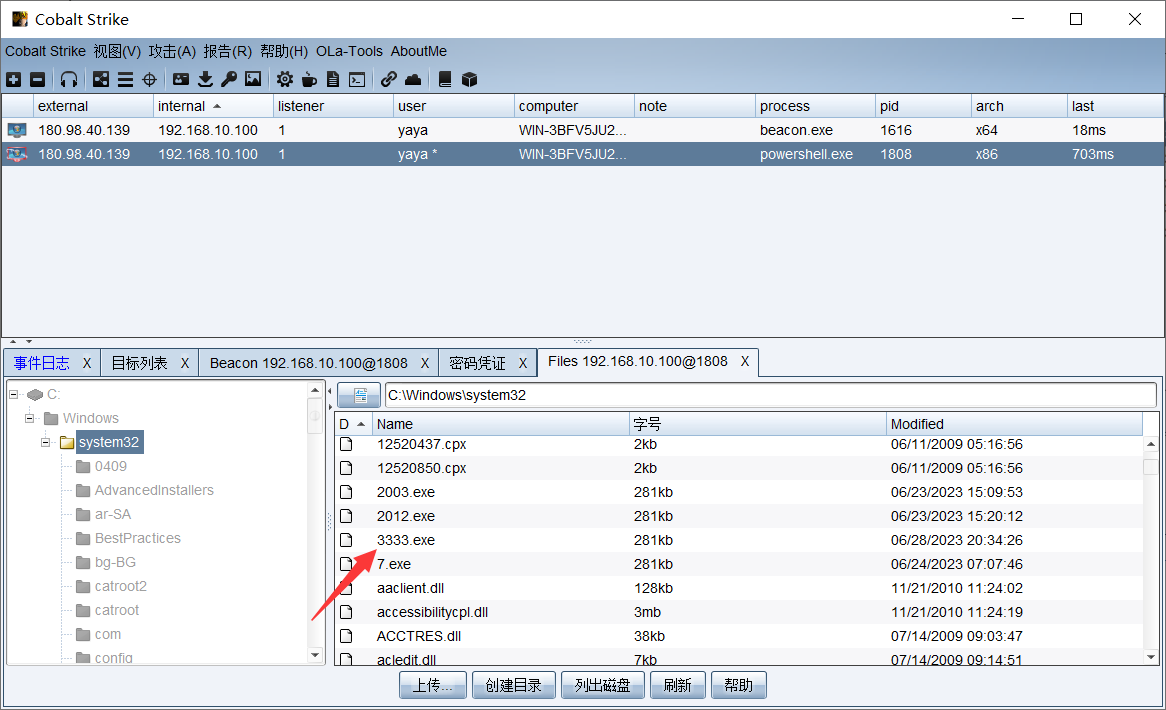 Cobalt Strike
Cobalt Strike 视图(V) 攻击(A) 报告(R) 帮助(H) OLa-Tools AboutMe
external internal listener user computer note process pid arch last
180.98.40.139 192.168.10.100 1 yaya WIN-3BFV5JU2... beacon.exe 1616 x64 18ms
180.98.40.139 192.168.10.100 1 yaya * WIN-3BFV5JU2... powershell.exe 1808 x86 703ms
事件日志 X 目标列表 X Beacon 192.168.10.100@1808 X 密码凭证 X Files 192.168.10.100@1808 X
C:
Windows
system32
0409
AdvancedInstallers
ar-SA
BestPractices
bg-BG
catroot2
catroot
com
config
C:\Windows\system32
D Name 字号 Modified
12520437.cpx 2kb 06/11/2009 05:16:56
12520850.cpx 2kb 06/11/2009 05:16:56
2003.exe 281kb 06/23/2023 15:09:53
2012.exe 281kb 06/23/2023 15:20:12
3333.exe 281kb 06/28/2023 20:34:26
7.exe 281kb 06/24/2023 07:07:46
aaclient.dll 128kb 11/21/2010 11:24:02
accessibilitycpl.dll 3mb 11/21/2010 11:24:19
ACCTRES.dll 38kb 07/14/2009 09:03:47
acledit.dll 7kb 07/14/2009 09:14:51
上传... 创建目录 列出磁盘 刷新 帮助